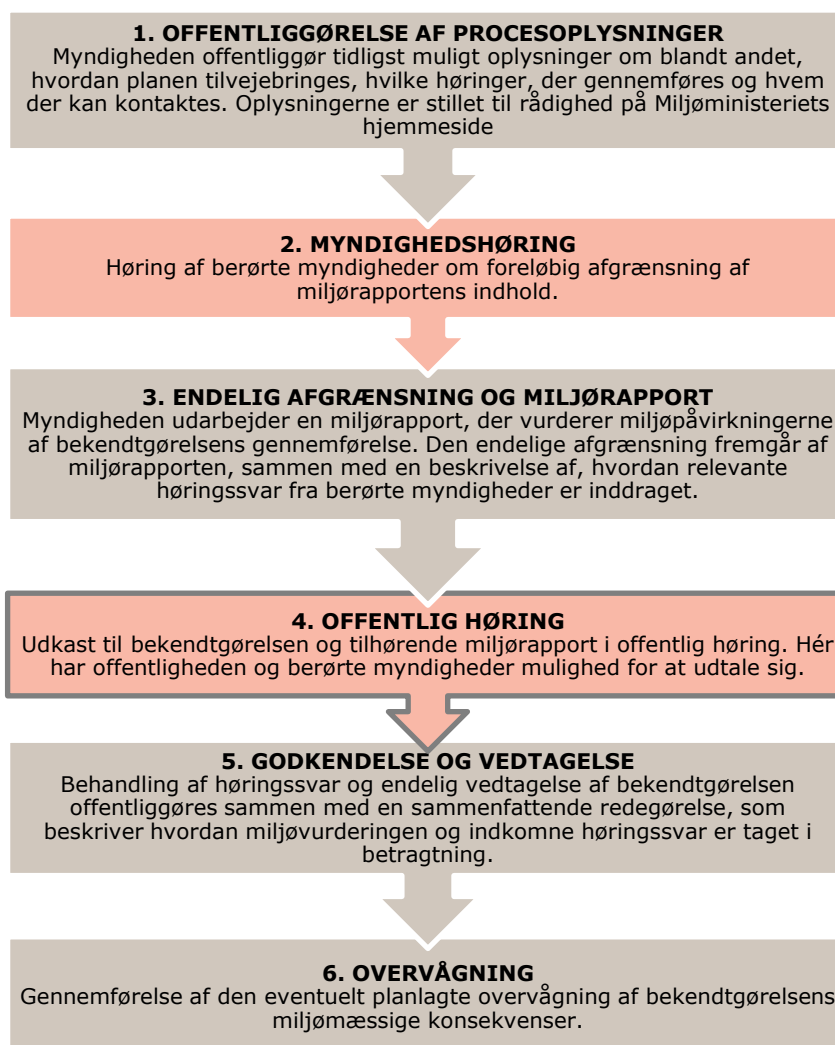 1. OFFENTLIGGØRELSE AF PROCESOPLYSNINGER
Myndigheden offentliggør tidligst muligt oplysninger om blandt andet,
hvordan planen tilvejebringes, hvilke høringer, der gennemføres og hvem
der kan kontaktes. Oplysningerne er stillet til rådighed på Miljøministeriets
hjemmeside
2. MYNDIGHEDSHØRING
Høring af berørte myndigheder om foreløbig afgrænsning af
miljørapportens indhold.
3. ENDELIG AFGRÆNSNING OG MILJØRAPPORT
Myndigheden udarbejder en miljørapport, der vurderer miljøpåvirkningerne
af bekendtgørelsens gennemførelse. Den endelige afgrænsning fremgår af
miljørapporten, sammen med en beskrivelse af, hvordan relevante
høringssvar fra berørte myndigheder er inddraget.
4. OFFENTLIG HØRING
Udkast til bekendtgørelsen og tilhørende miljørapport i offentlig høring. Hér
har offentligheden og berørte myndigheder mulighed for at udtale sig.
5. GODKENDELSE OG VEDTAGELSE
Behandling af høringssvar og endelig vedtagelse af bekendtgørelsen
offentliggøres sammen med en sammenfattende redegørelse, som
beskriver hvordan miljøvurderingen og indkomne høringssvar er taget i
betragtning.
6. OVERVÅGNING
Gennemførelse af den eventuelt planlagte overvågning af bekendtgørelsens
miljømæssige konsekvenser.